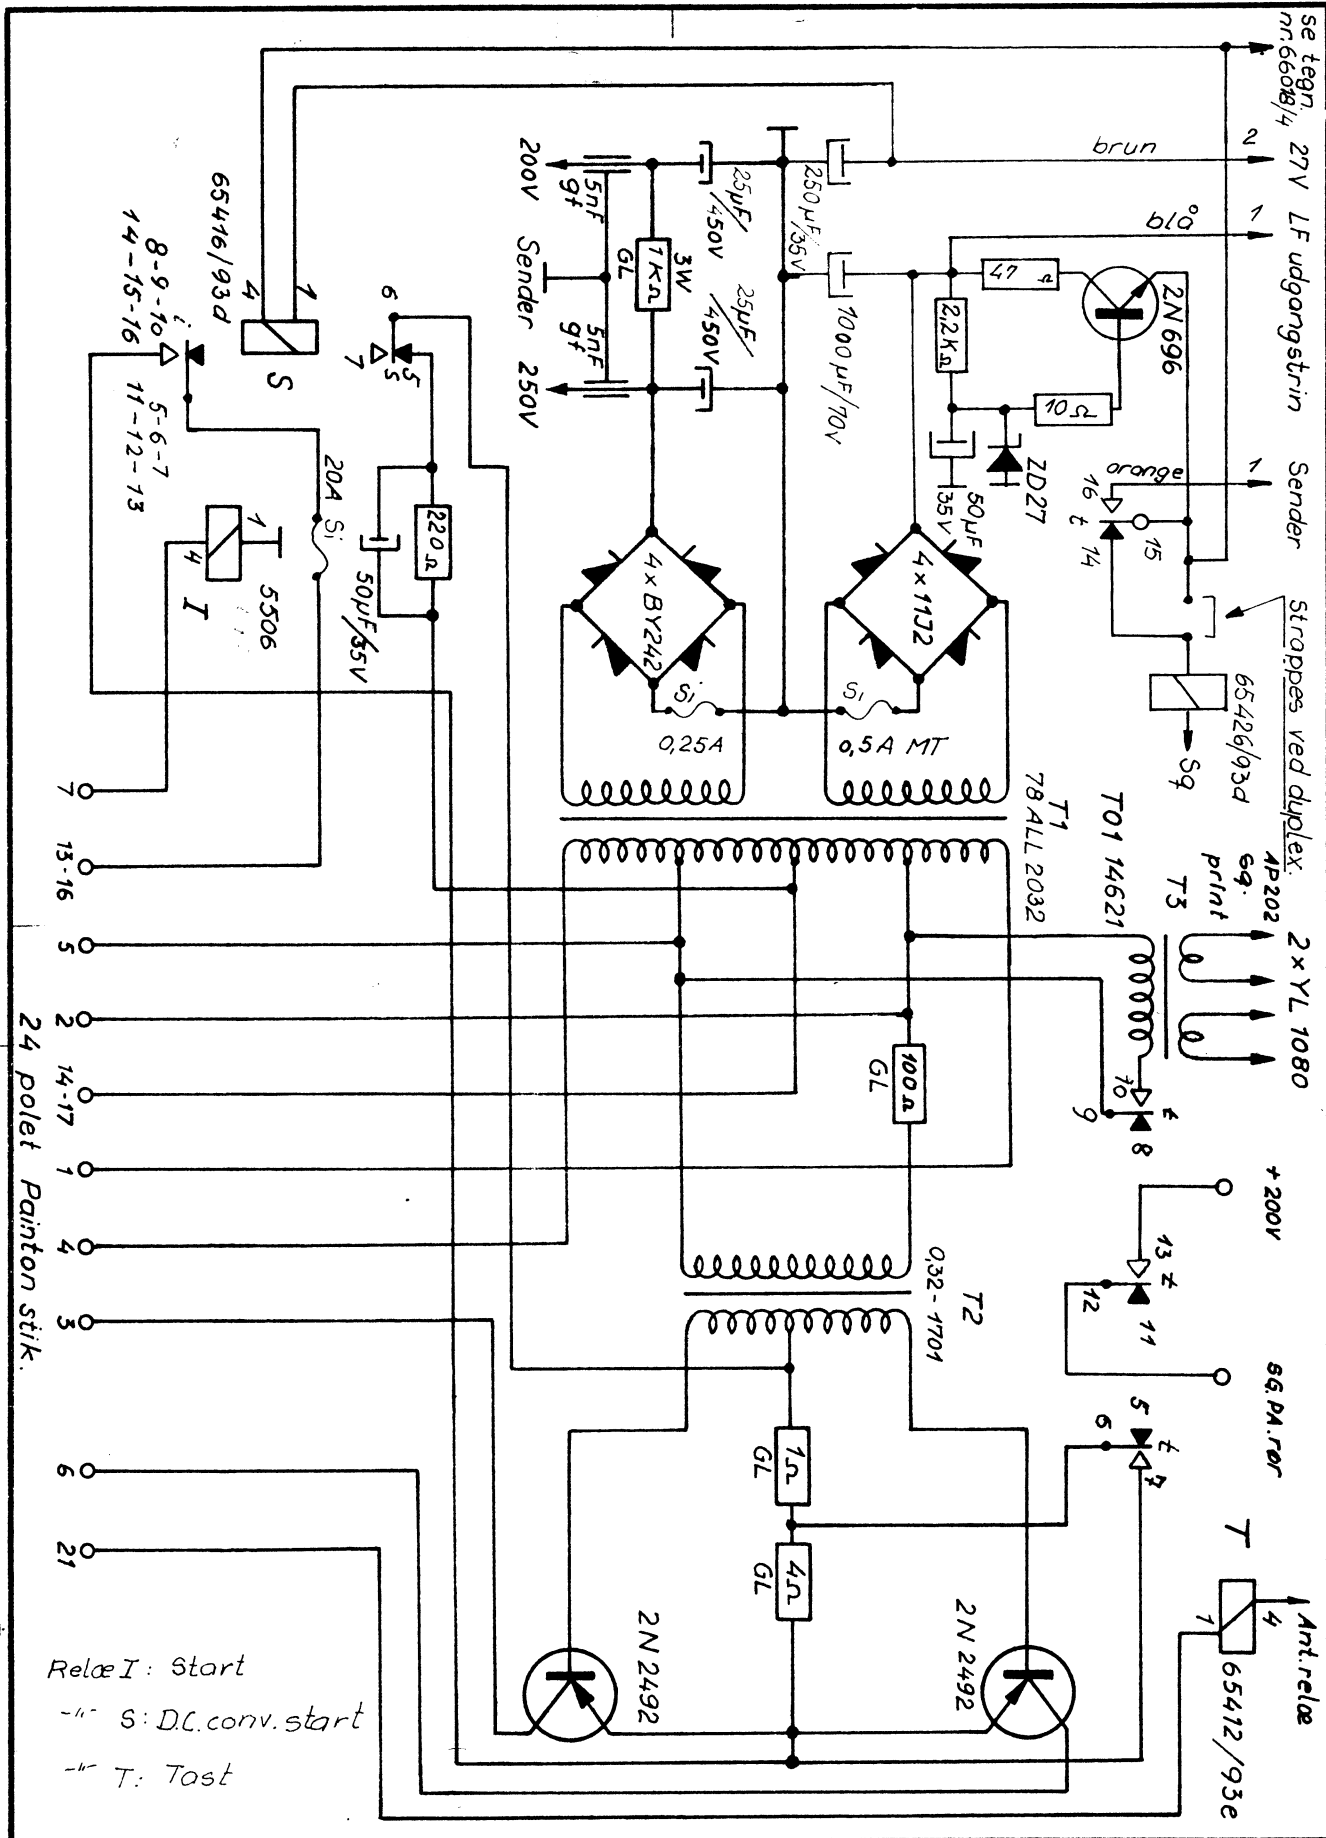 se tegn.
nr.66018/4
27V
LF udgangstrin
Sender
Strappes ved duplex.
AP202
sg.
print
2×YL 1080
+200V
SG.PA.rør
Ant.relæ
brun
2
blå
1
orange
1
2N696
47 Ω
2,2KΩ
10Ω
ZD27
50µF
35V
16
t
14
15
65426/93d
Sq
250µF/35V
1000µF/70V
25µF
/450V
25µF
/450V
3W
1KΩ
GL
5nF
gf
5nF
gf
200V
Sender
250V
4×BY242
4×11J2
Si
0,25A
Si
0,5A MT
T1
78 ALL 2032
T01 14621
T3
10
t
9
8
13
t
12
11
5
t
6
7
T
4
1
65412/93e
65416/93d
4
1
S
8-9-10
14-15-16
i
5-6-7
11-12-13
6
7
5
s
20A
Si
1
4
5506
I
220Ω
50µF/35V
100Ω
GL
T2
0,32-1701
1Ω
GL
4Ω
GL
2N2492
2N2492
7
13-16
5
2
14-17
1
4
3
6
21
24 polet Painton stik.
Relæ I: Start
-"- S: D.C.conv.start
-"- T: Tast